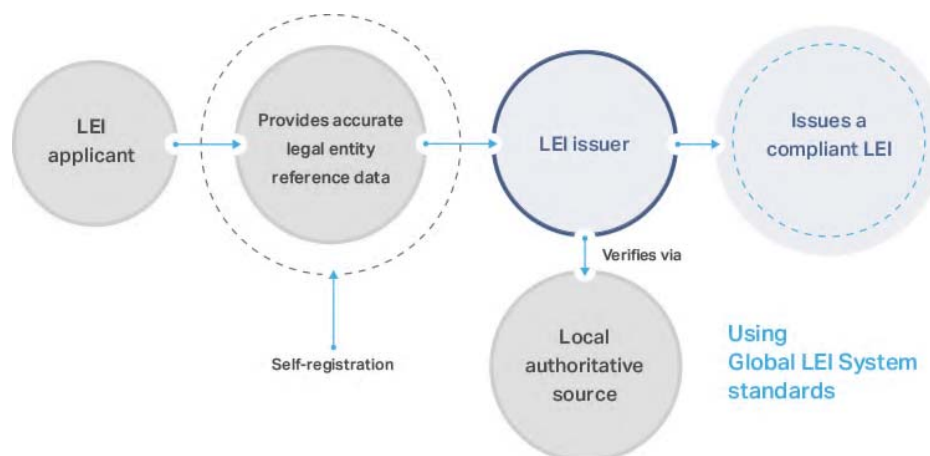 LEI
applicant
Provides accurate
legal entity
reference data
LEI issuer
Issues a
compliant LEI
Verifies via
Self-registration
Local
authoritative
source
Using
Global LEI System
standards